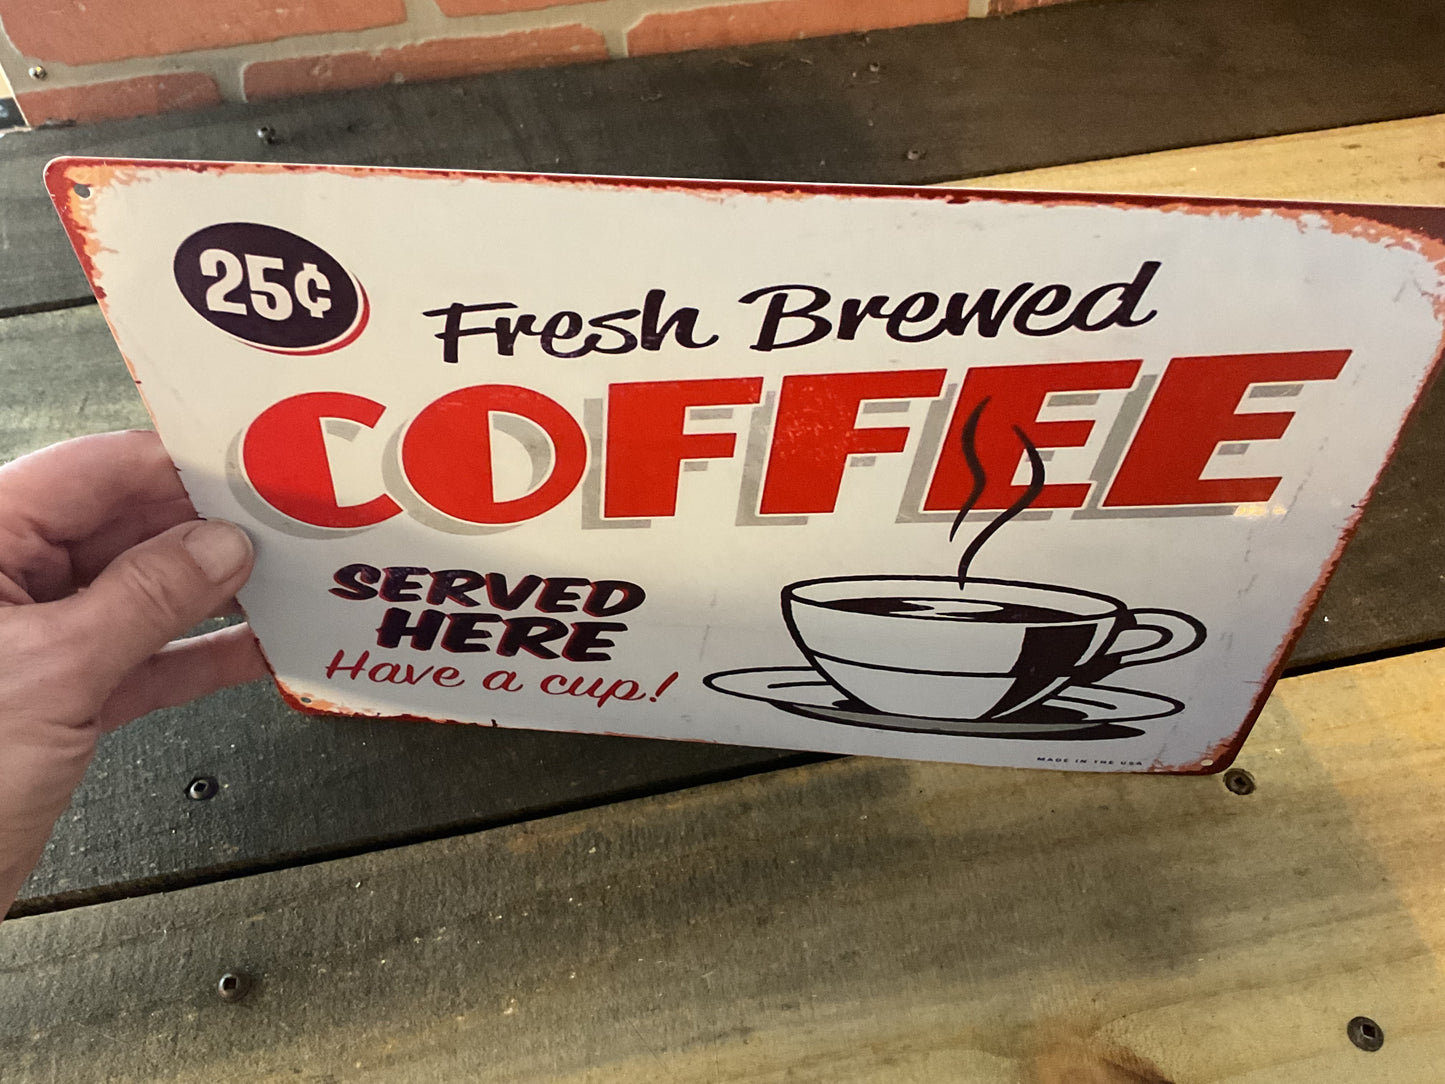 25¢
Fresh Brewed
COFFEE
SERVED
HERE
Have a cup!
MADE IN THE USA